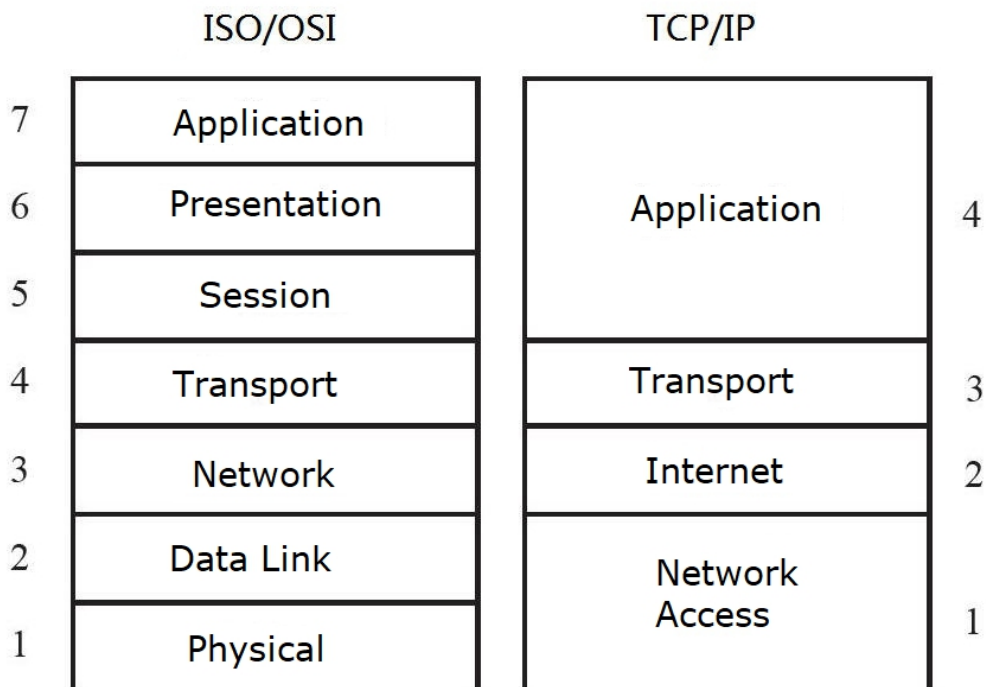 ISO/OSI TCP/IP
7 Application
6 Presentation
5 Session
4 Transport
3 Network
2 Data Link
1 Physical
Application 4
Transport 3
Internet 2
Network
Access 1